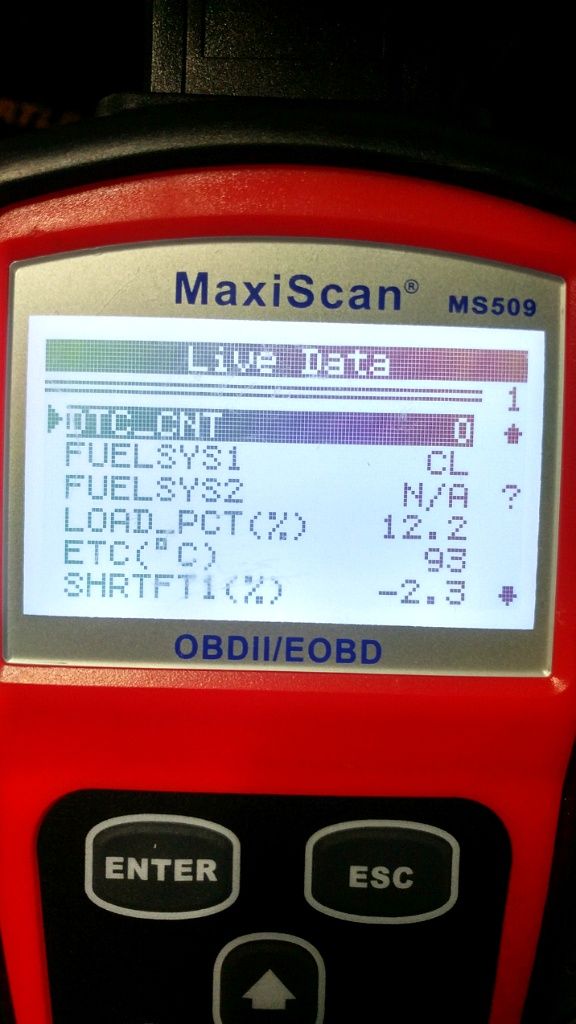 MaxiScan® MS509
Live Data
1
DTC_CNT 0
FUELSYS1 CL
FUELSYS2 N/A
?
LOAD_PCT(%) 12.2
ETC(°C) 93
SHRTFT1(%) -2.3
OBDII/EOBD
ENTER
ESC